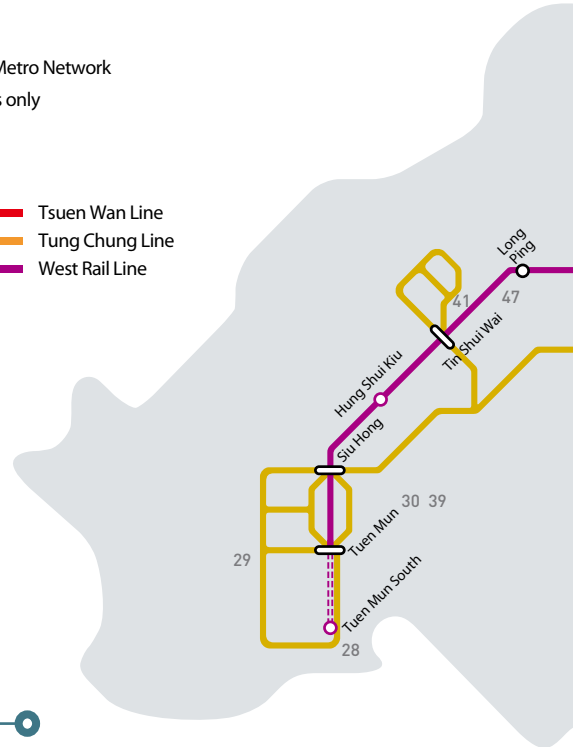 Metro Network
s only
Tsuen Wan Line
Tung Chung Line
West Rail Line
Long
Ping
47
41
Tin Shui Wai
Hung Shui Kiu
Siu Hong
30 39
Tuen Mun
29
Tuen Mun South
28